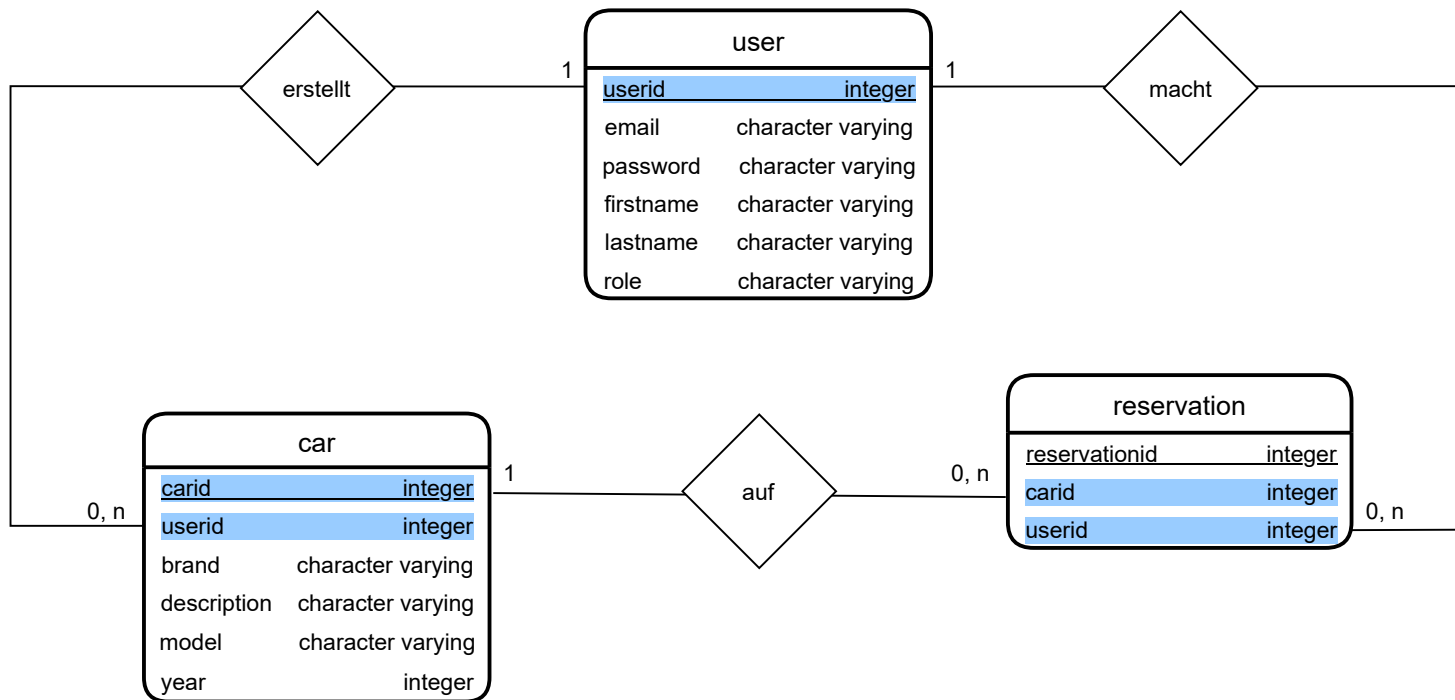 user
erstellt
1
userid integer
1
macht
email character varying
password character varying
firstname character varying
lastname character varying
role character varying
car
carid integer
userid integer
brand character varying
description character varying
model character varying
year integer
0, n
1
auf
0, n
reservation
reservationid integer
carid integer
userid integer
0, n